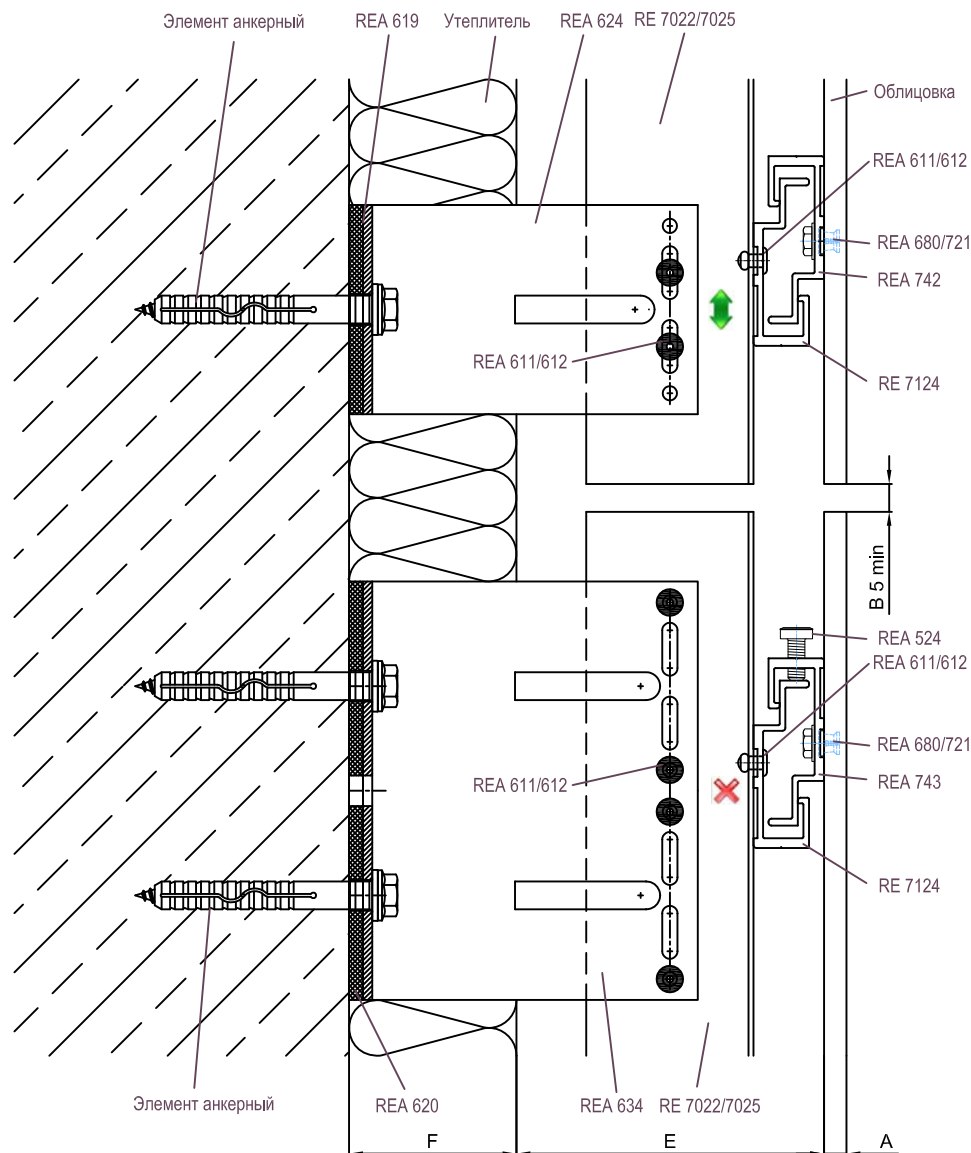 Элемент анкерный
REA 619
Утеплитель
REA 624
RE 7022/7025
Облицовка
REA 611/612
REA 680/721
REA 742
REA 611/612
RE 7124
B 5 min
REA 524
REA 611/612
REA 680/721
REA 611/612
REA 743
RE 7124
Элемент анкерный
REA 620
REA 634
RE 7022/7025
F
E
A